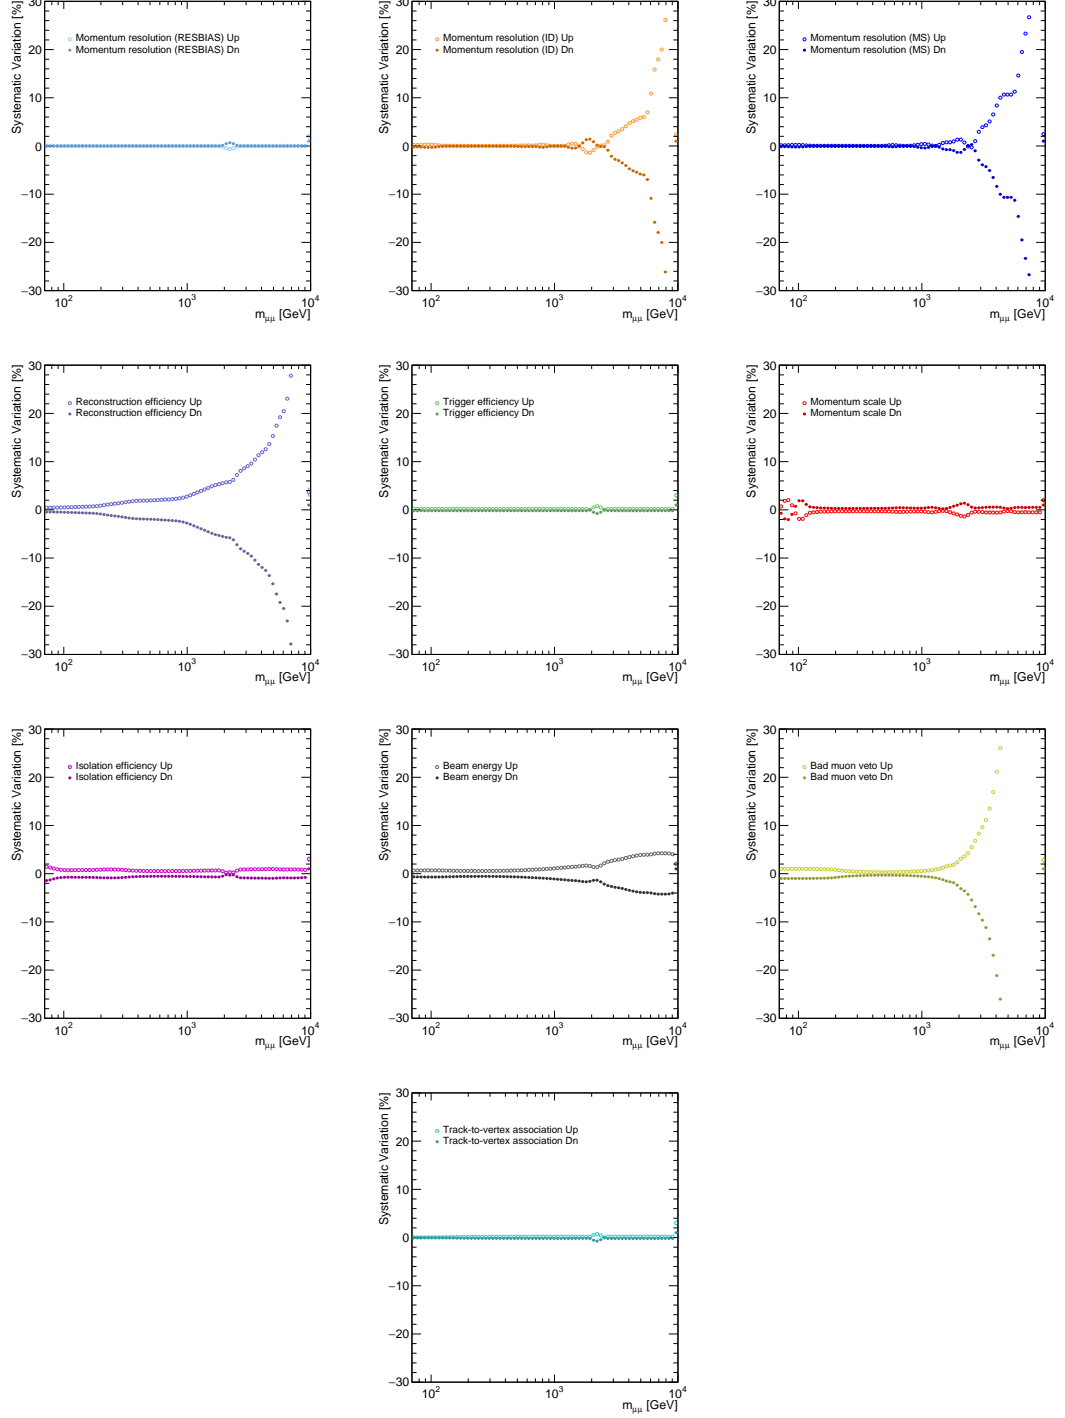 Systematic Variation [%]
30
20
10
0
−10
−20
−30
Momentum resolution (RESBIAS) Up
Momentum resolution (RESBIAS) Dn
10² 10³ 10⁴
m_μμ [GeV]
Systematic Variation [%]
30
20
10
0
−10
−20
−30
Momentum resolution (ID) Up
Momentum resolution (ID) Dn
10² 10³ 10⁴
m_μμ [GeV]
Systematic Variation [%]
30
20
10
0
−10
−20
−30
Momentum resolution (MS) Up
Momentum resolution (MS) Dn
10² 10³ 10⁴
m_μμ [GeV]
Systematic Variation [%]
30
20
10
0
−10
−20
−30
Reconstruction efficiency Up
Reconstruction efficiency Dn
10² 10³ 10⁴
m_μμ [GeV]
Systematic Variation [%]
30
20
10
0
−10
−20
−30
Trigger efficiency Up
Trigger efficiency Dn
10² 10³ 10⁴
m_μμ [GeV]
Systematic Variation [%]
30
20
10
0
−10
−20
−30
Momentum scale Up
Momentum scale Dn
10² 10³ 10⁴
m_μμ [GeV]
Systematic Variation [%]
30
20
10
0
−10
−20
−30
Isolation efficiency Up
Isolation efficiency Dn
10² 10³ 10⁴
m_μμ [GeV]
Systematic Variation [%]
30
20
10
0
−10
−20
−30
Beam energy Up
Beam energy Dn
10² 10³ 10⁴
m_μμ [GeV]
Systematic Variation [%]
30
20
10
0
−10
−20
−30
Bad muon veto Up
Bad muon veto Dn
10² 10³ 10⁴
m_μμ [GeV]
Systematic Variation [%]
30
20
10
0
−10
−20
−30
Track-to-vertex association Up
Track-to-vertex association Dn
10² 10³ 10⁴
m_μμ [GeV]